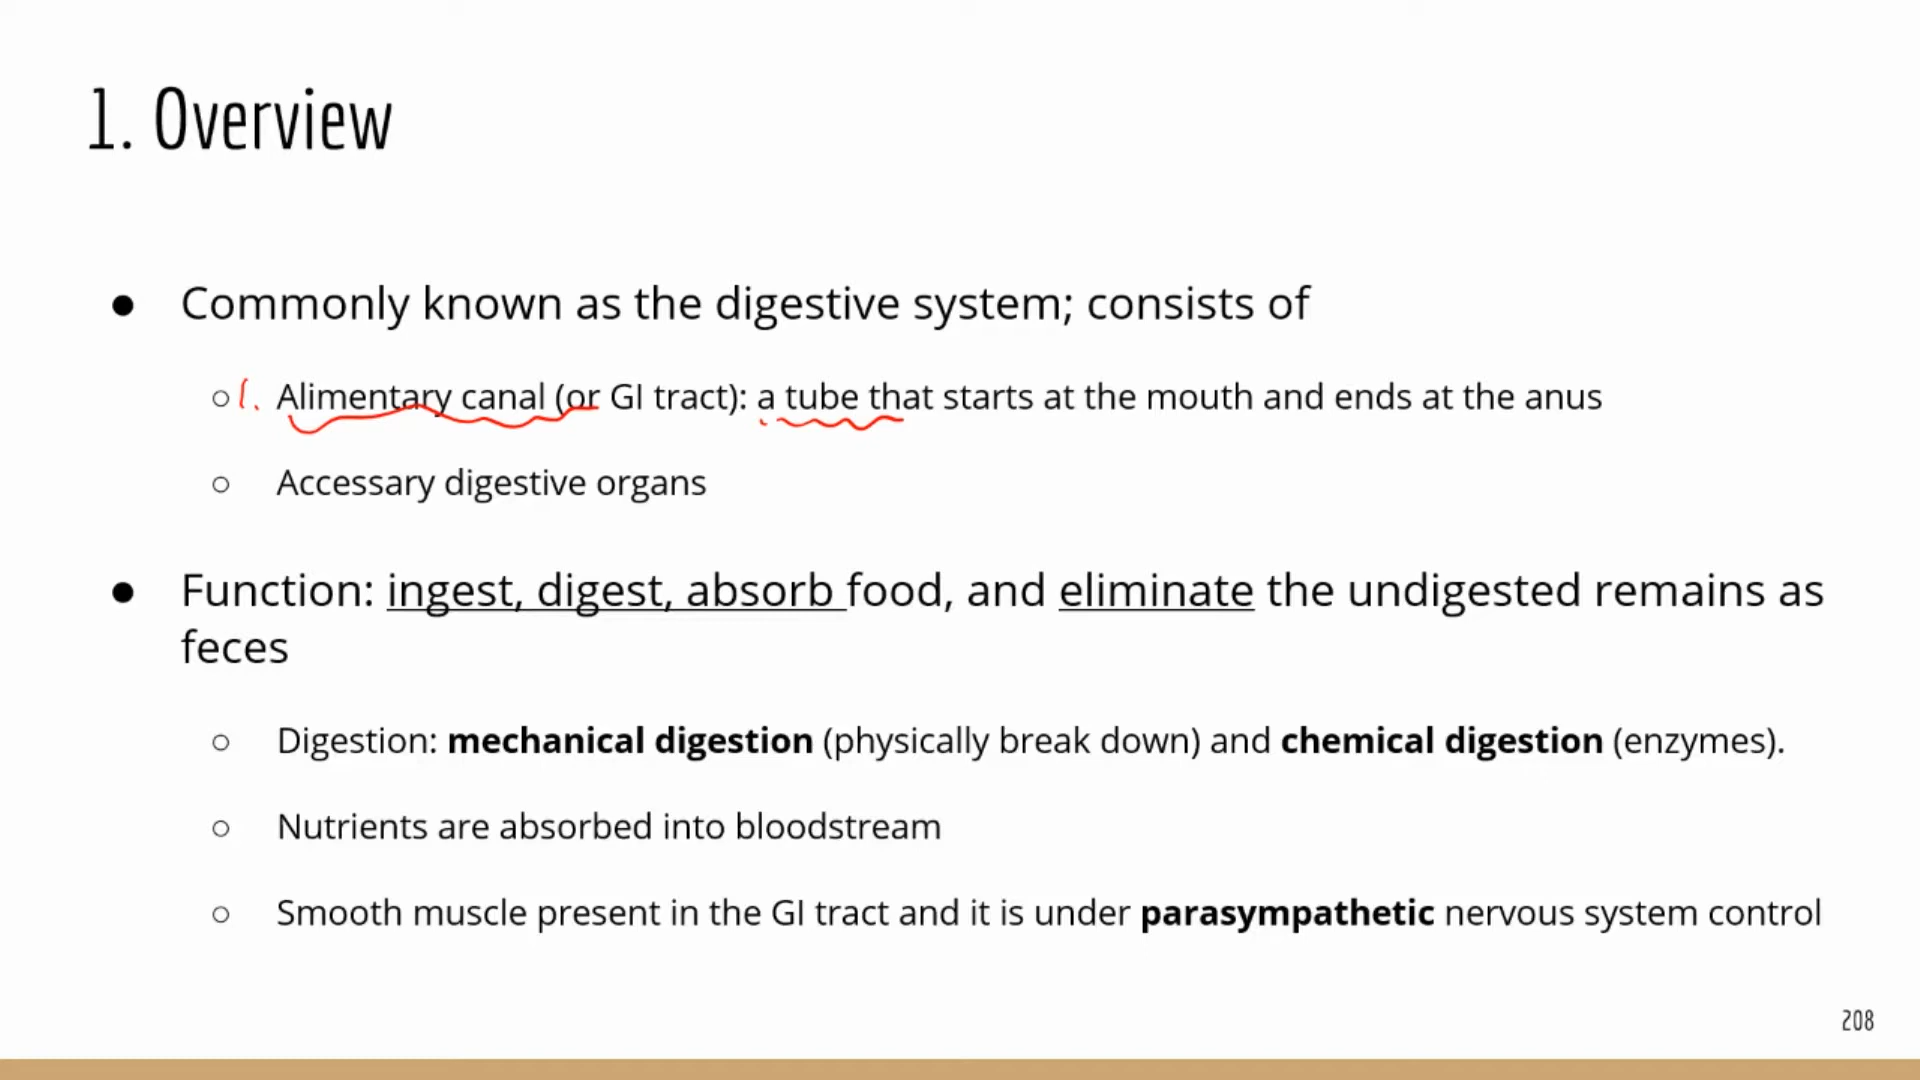 1. Overview
● Commonly known as the digestive system; consists of
○ 1. Alimentary canal (or GI tract): a tube that starts at the mouth and ends at the anus
○ Accessary digestive organs
● Function: ingest, digest, absorb food, and eliminate the undigested remains as
feces
○ Digestion: mechanical digestion (physically break down) and chemical digestion (enzymes).
○ Nutrients are absorbed into bloodstream
○ Smooth muscle present in the GI tract and it is under parasympathetic nervous system control
208